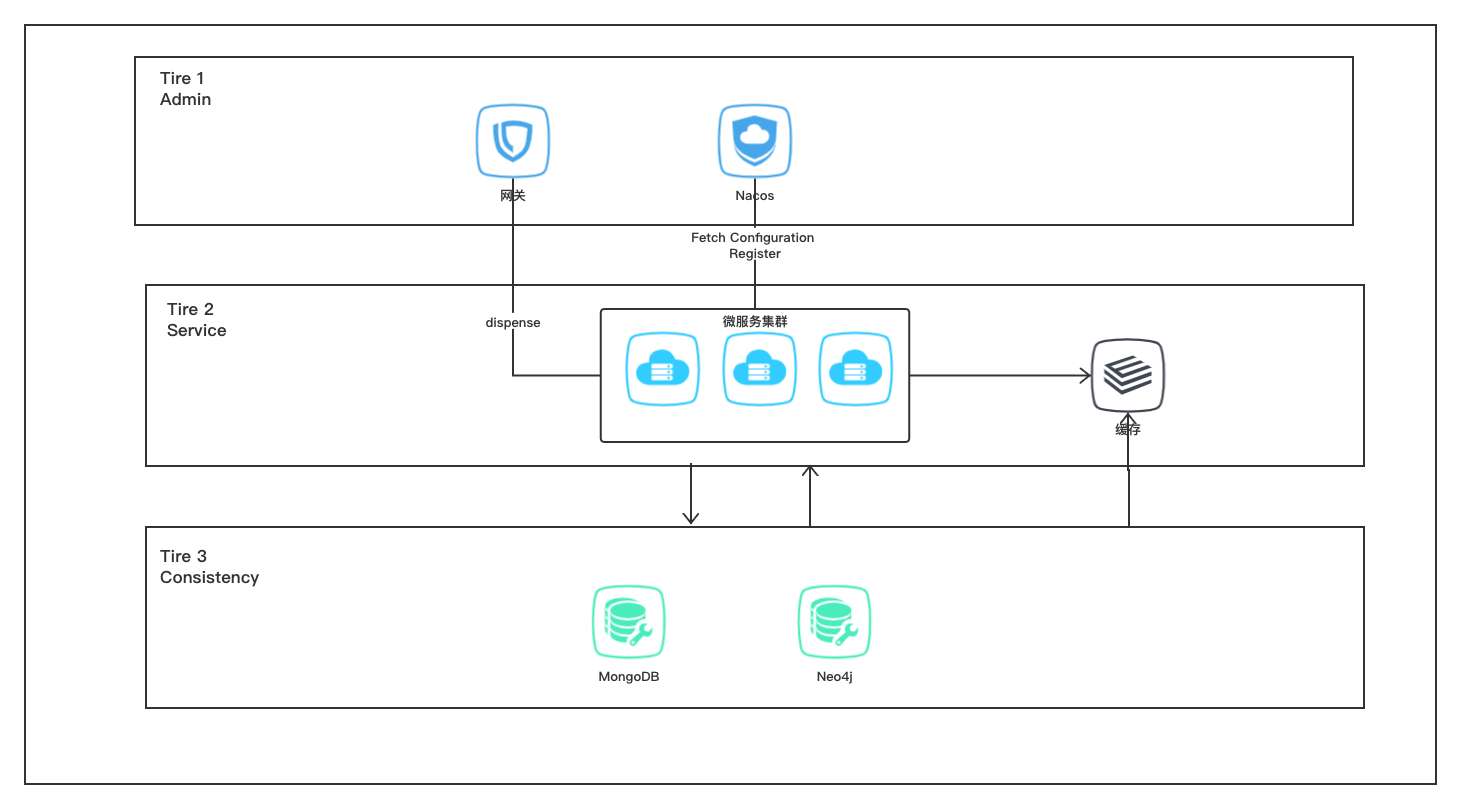 Tire 1
Admin
网关
Nacos
Fetch Configuration
Register
Tire 2
Service
dispense
微服务集群
缓存
Tire 3
Consistency
MongoDB
Neo4j